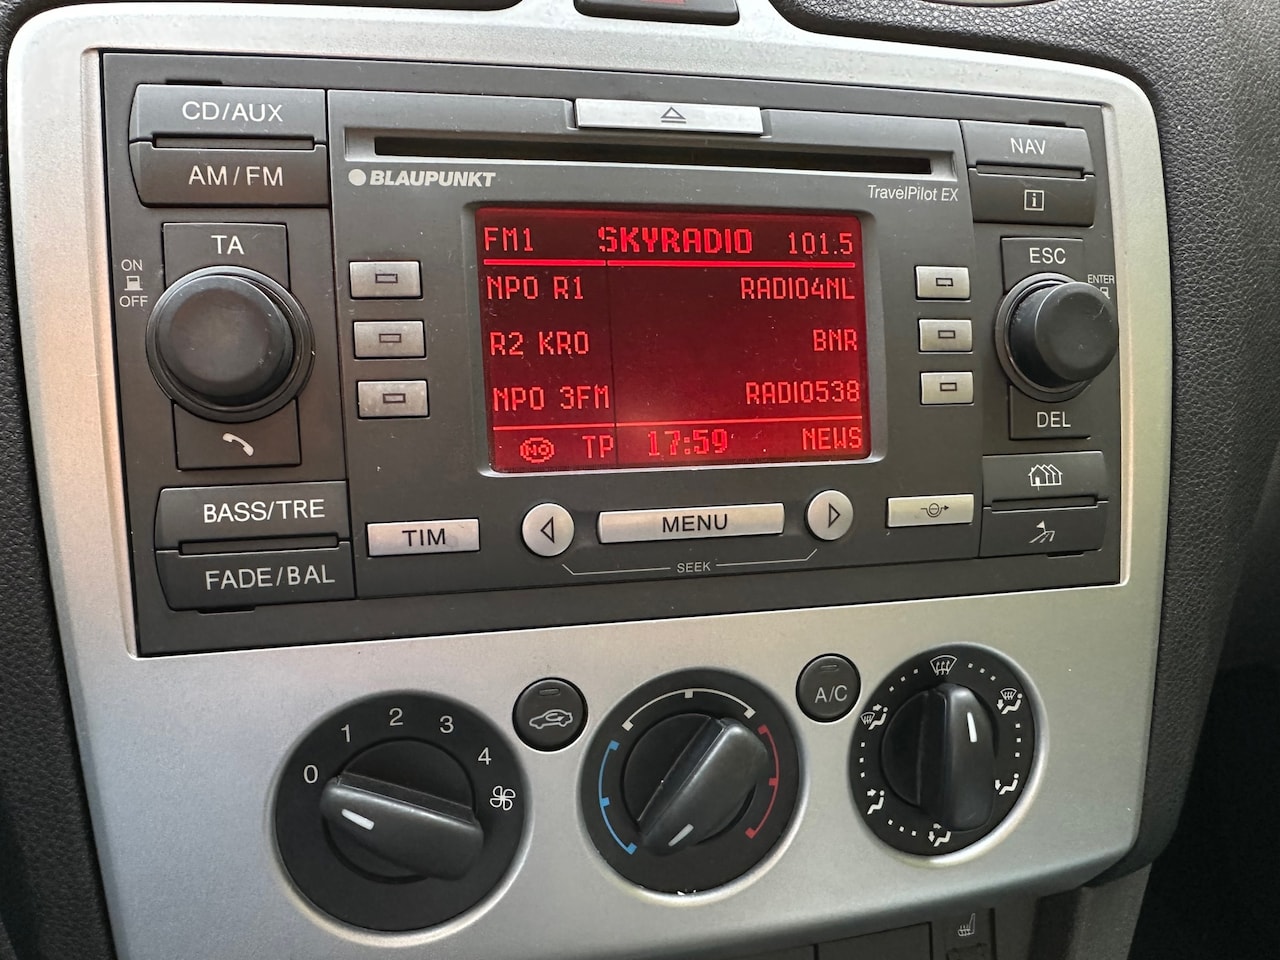 CD/AUX
AM/FM
BLAUPUNKT
TravelPilot EX
NAV
i
TA
ESC
ON
OFF
ENTER
FM1 SKYRADIO 101.5
NPO R1 RADIO4NL
R2 KRO BNR
NPO 3FM RADIO538
NO TP 17:59 NEWS
DEL
BASS/TRE
FADE/BAL
TIM
MENU
SEEK
0 1 2 3 4
A/C